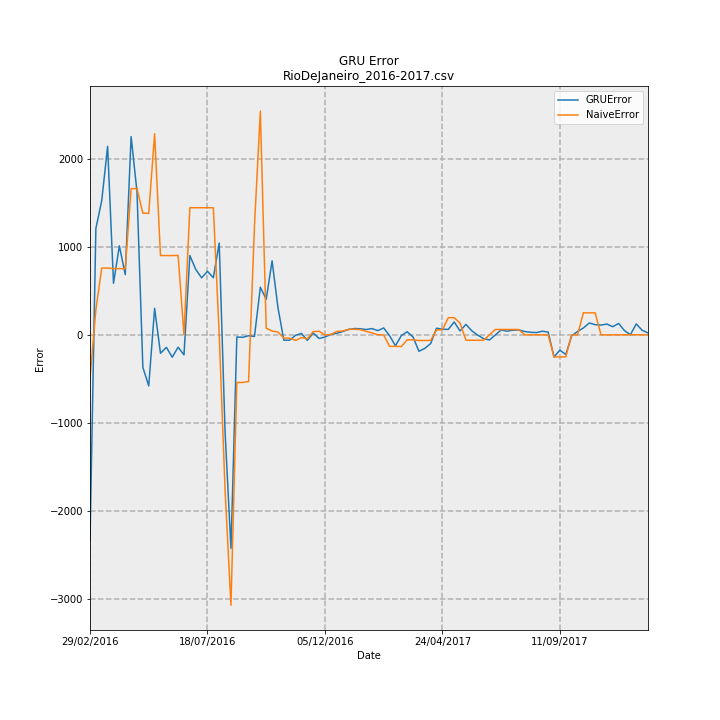 GRU Error
RioDeJaneiro_2016-2017.csv
GRUError
NaiveError
2000
1000
0
−1000
−2000
−3000
Error
29/02/2016
18/07/2016
05/12/2016
24/04/2017
11/09/2017
Date